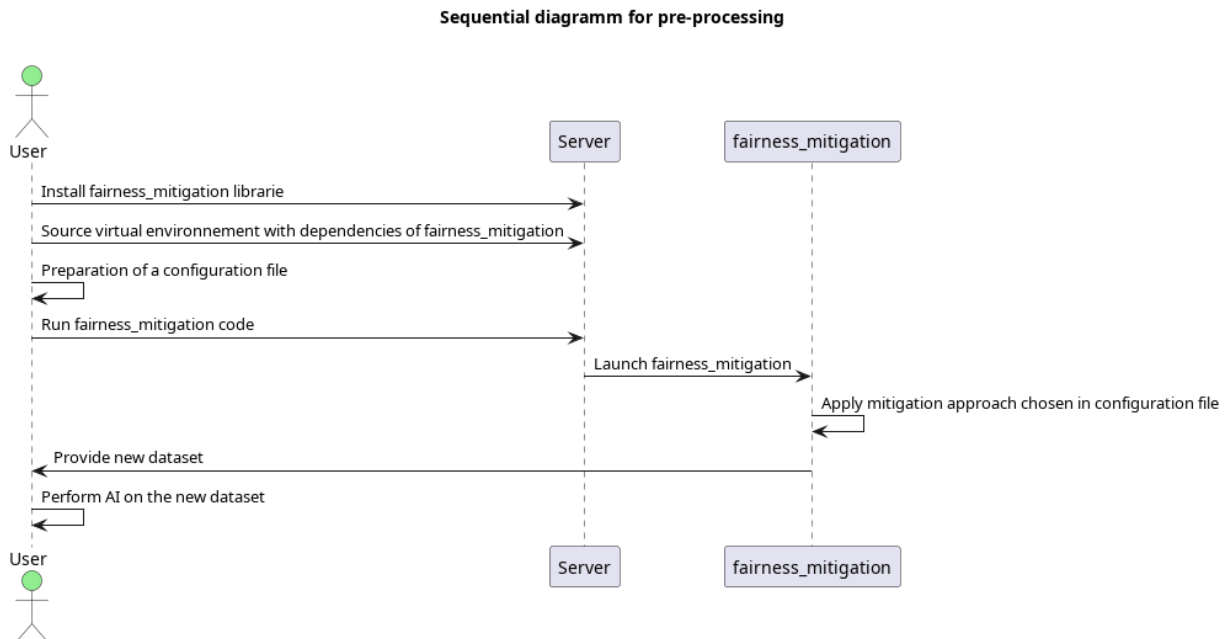 Sequential diagramm for pre-processing
User
Server
fairness_mitigation
Install fairness_mitigation librarie
Source virtual environnement with dependencies of fairness_mitigation
Preparation of a configuration file
Run fairness_mitigation code
Launch fairness_mitigation
Apply mitigation approach chosen in configuration file
Provide new dataset
Perform AI on the new dataset
User
Server
fairness_mitigation